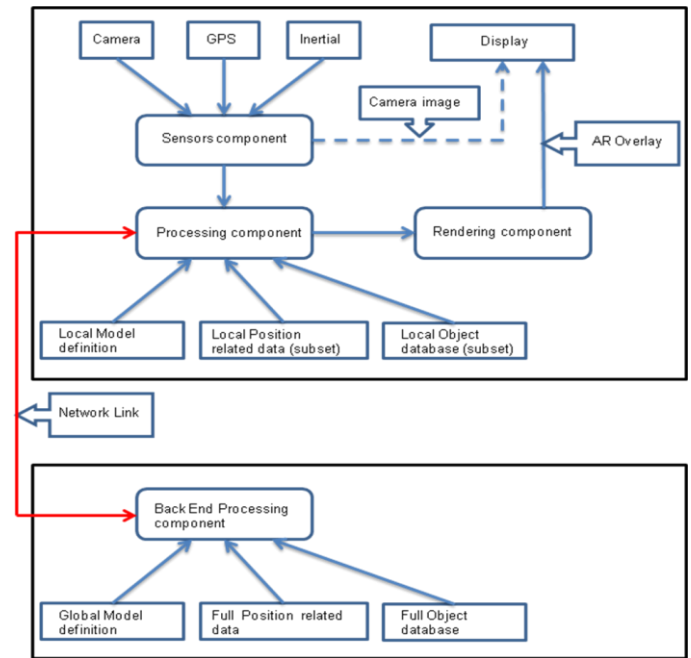 Camera
GPS
Inertial
Display
Camera image
Sensors component
AR Overlay
Processing component
Rendering component
Local Model
definition
Local Position
related data (subset)
Local Object
database (subset)
Network Link
Back End Processing
component
Global Model
definition
Full Position related
data
Full Object
database